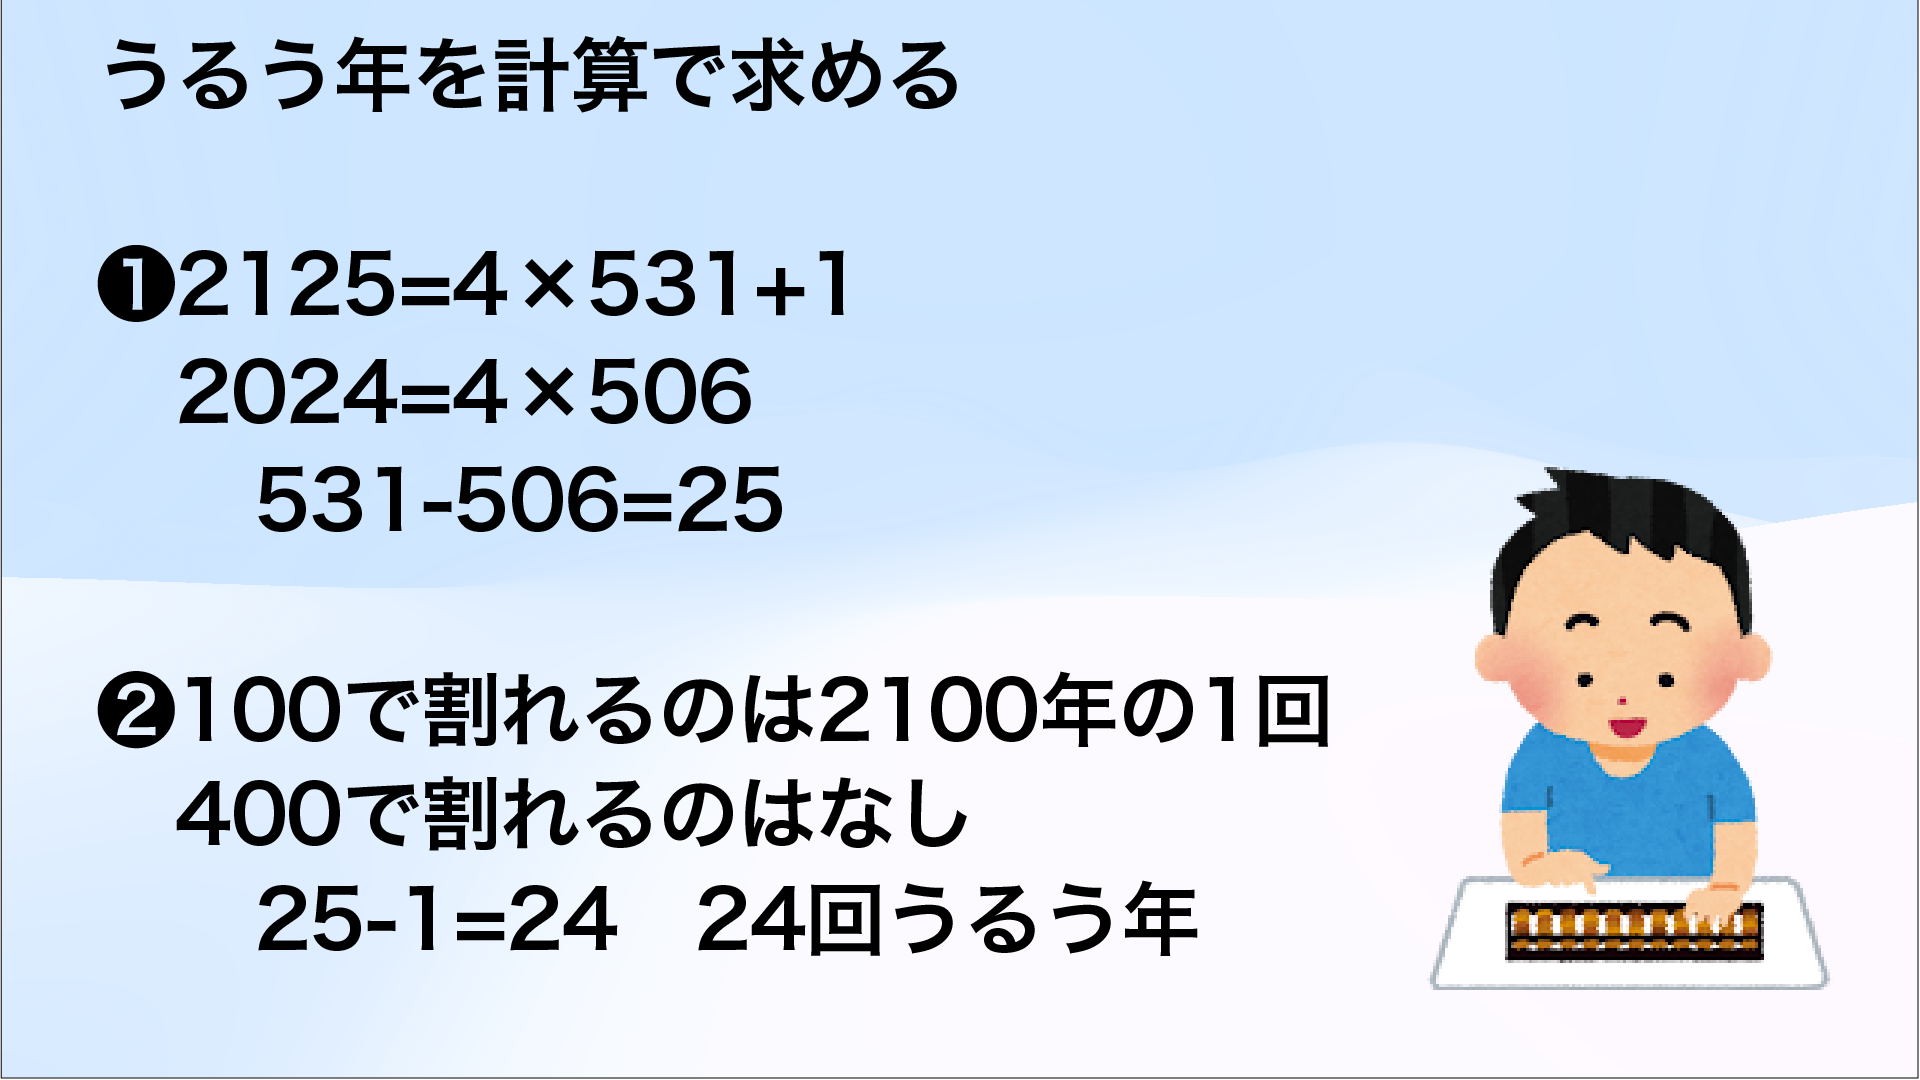 うるう年を計算で求める
❶2125=4×531+1
2024=4×506
531-506=25
❷100で割れるのは2100年の1回
400で割れるのはなし
25-1=24　24回うるう年